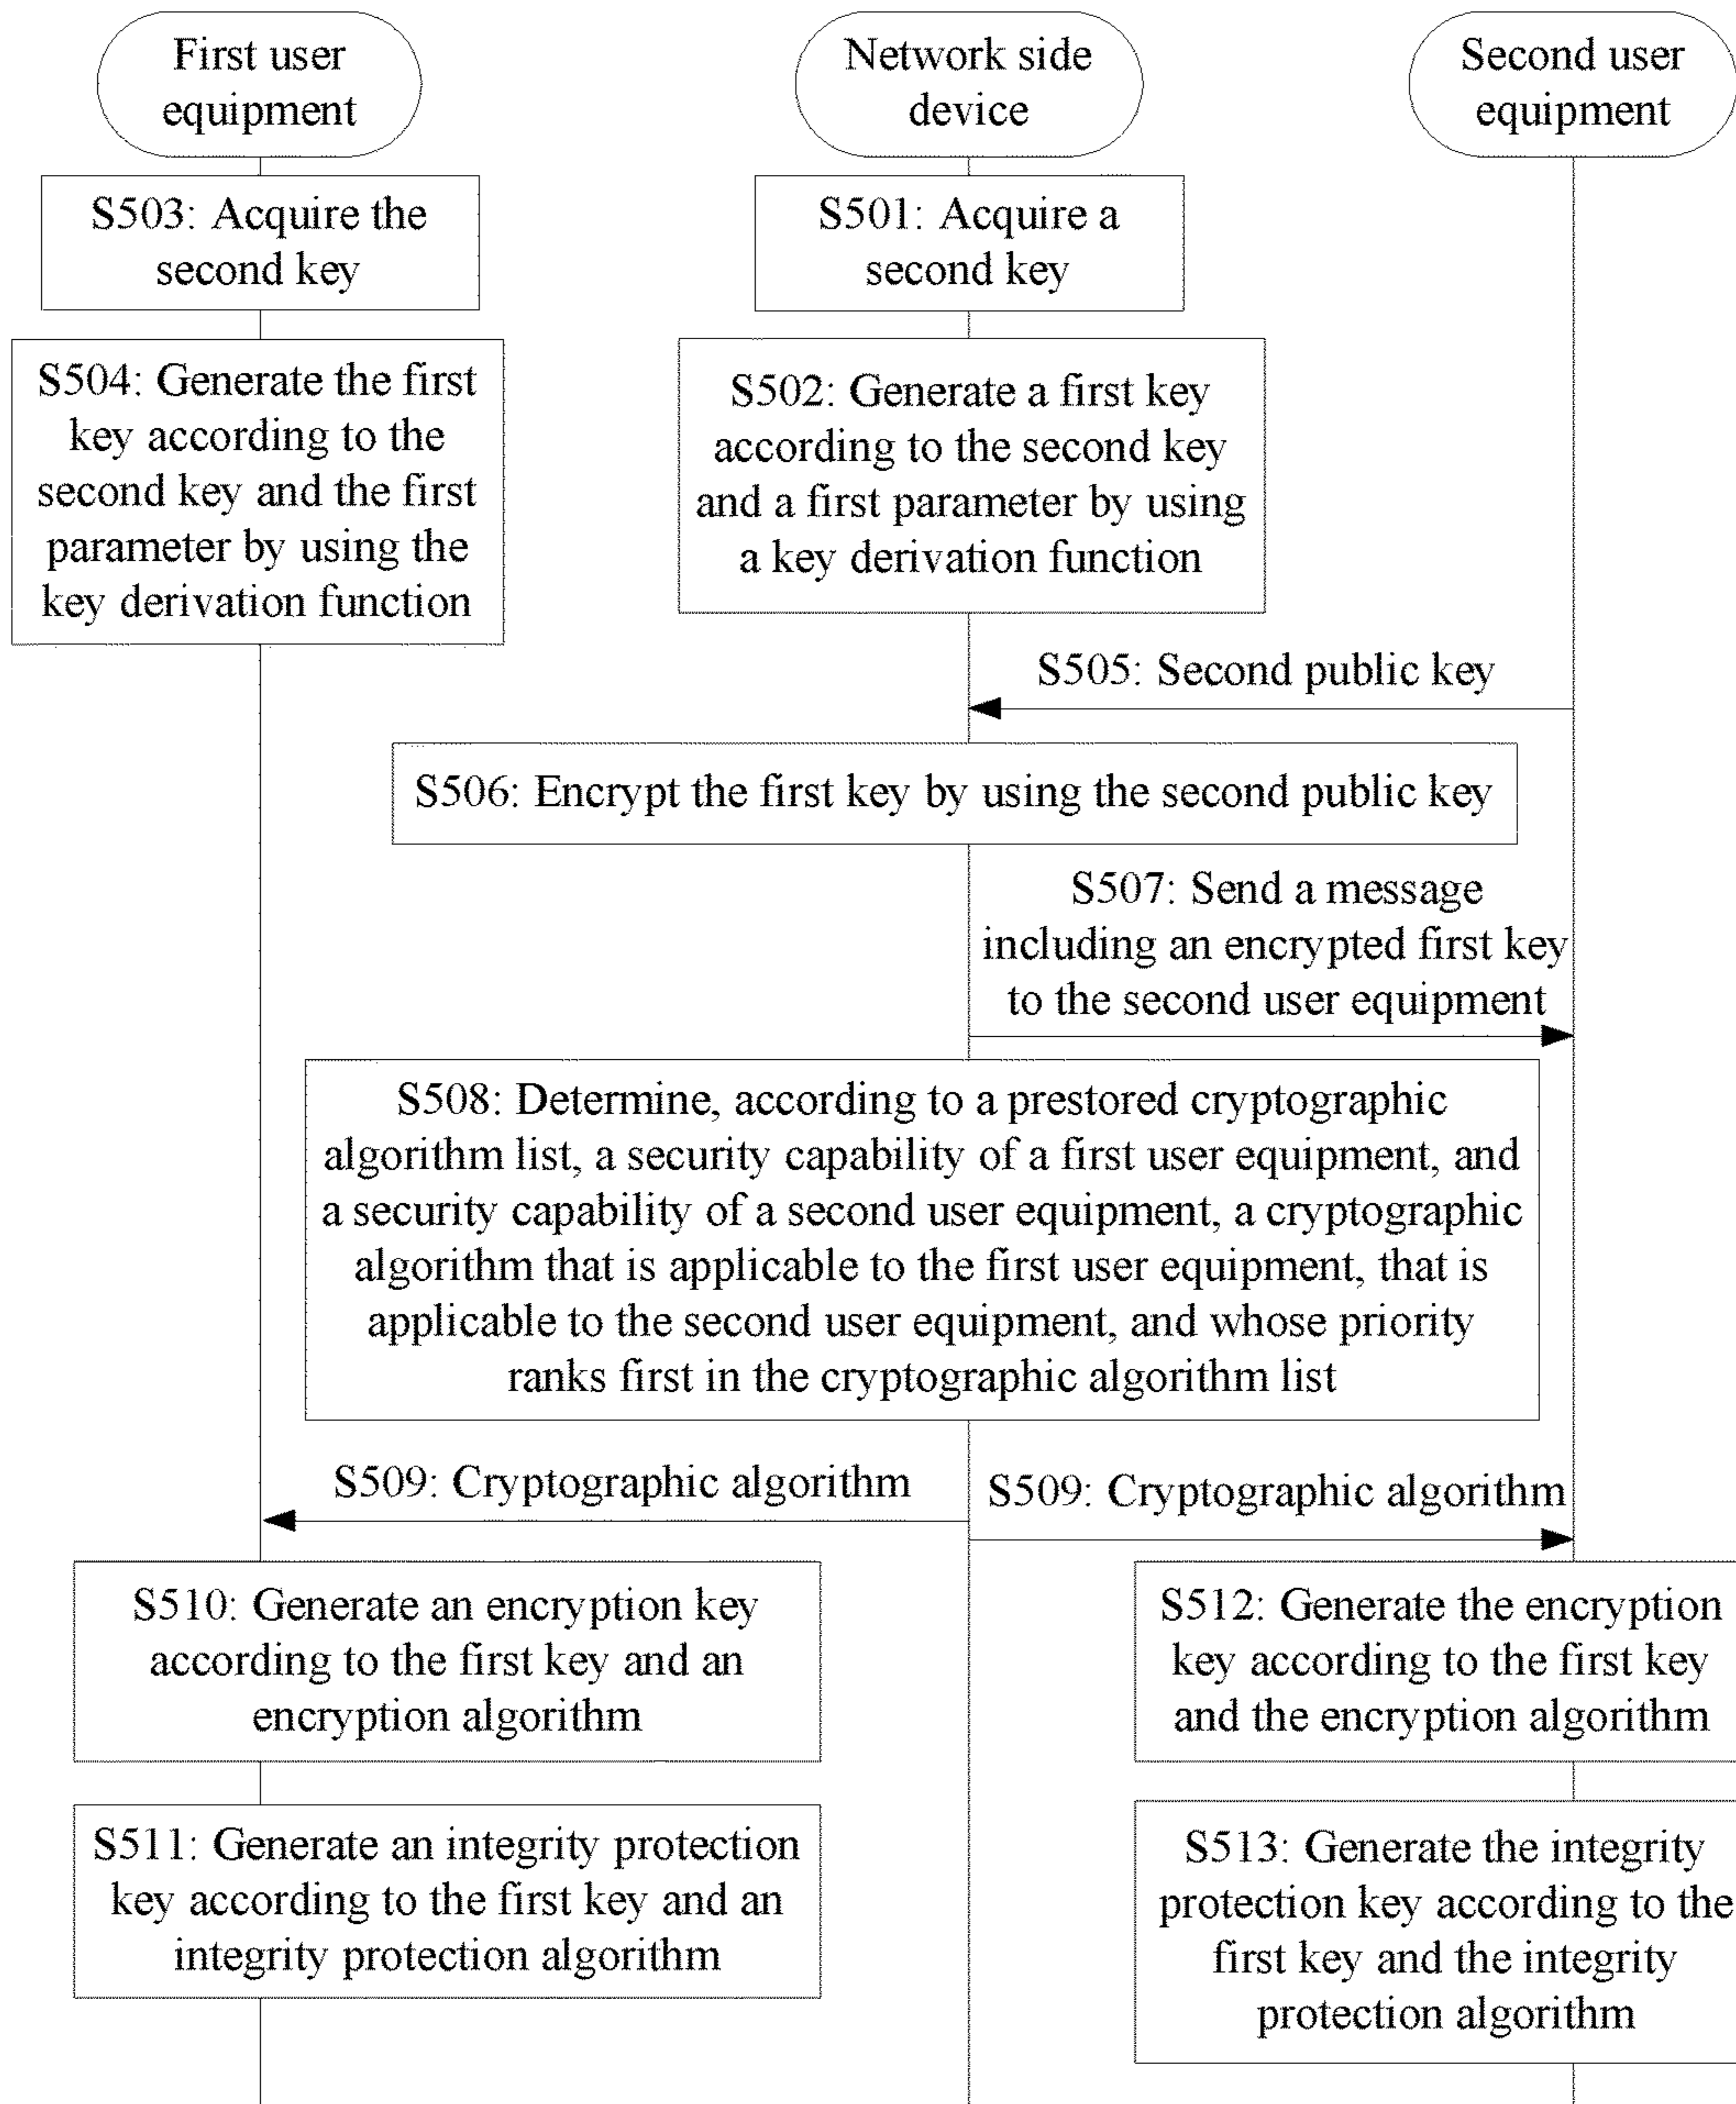 First user
equipment
Network side
device
Second user
equipment
S503: Acquire the
second key
S501: Acquire a
second key
S504: Generate the first
key according to the
second key and the first
parameter by using the
key derivation function
S502: Generate a first key
according to the second key
and a first parameter by using
a key derivation function
S505: Second public key
S506: Encrypt the first key by using the second public key
S507: Send a message
including an encrypted first key
to the second user equipment
S508: Determine, according to a prestored cryptographic
algorithm list, a security capability of a first user equipment, and
a security capability of a second user equipment, a cryptographic
algorithm that is applicable to the first user equipment, that is
applicable to the second user equipment, and whose priority
ranks first in the cryptographic algorithm list
S509: Cryptographic algorithm
S509: Cryptographic algorithm
S510: Generate an encryption key
according to the first key and an
encryption algorithm
S512: Generate the encryption
key according to the first key
and the encryption algorithm
S511: Generate an integrity protection
key according to the first key and an
integrity protection algorithm
S513: Generate the integrity
protection key according to the
first key and the integrity
protection algorithm